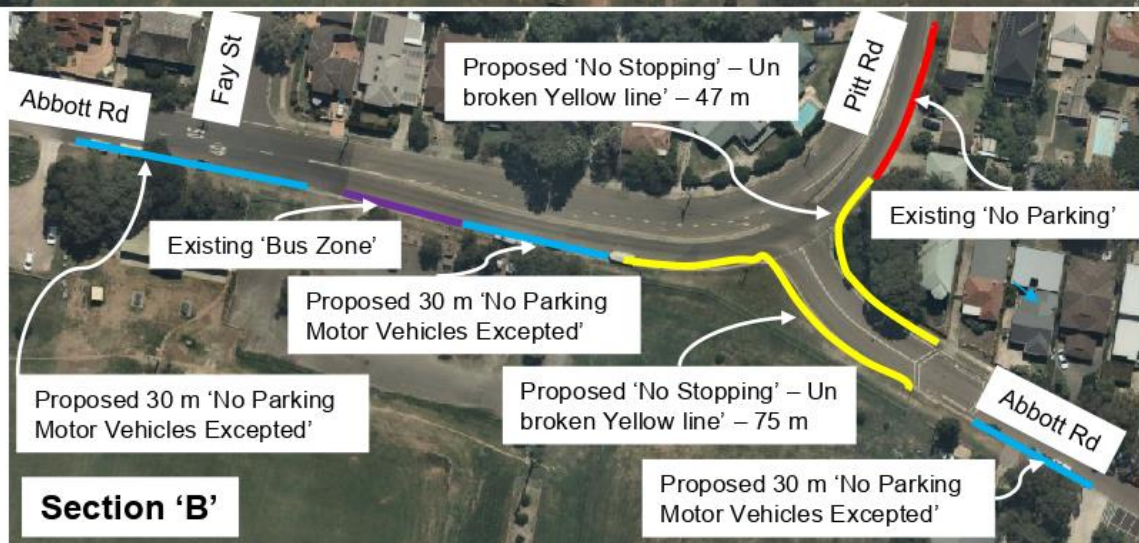 Abbott Rd
Fay St
Proposed ‘No Stopping’ – Un
broken Yellow line’ – 47 m
Pitt Rd
Existing ‘Bus Zone’
Existing ‘No Parking’
Proposed 30 m ‘No Parking
Motor Vehicles Excepted’
Proposed 30 m ‘No Parking
Motor Vehicles Excepted’
Proposed ‘No Stopping’ – Un
broken Yellow line’ – 75 m
Abbott Rd
Proposed 30 m ‘No Parking
Motor Vehicles Excepted’
Section ‘B’